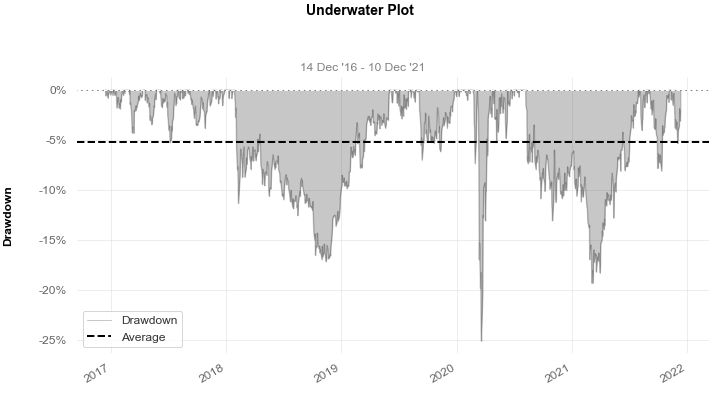 Underwater Plot
14 Dec '16 - 10 Dec '21
0%
-5%
-10%
-15%
-20%
-25%
Drawdown
Drawdown
Average
2017
2018
2019
2020
2021
2022